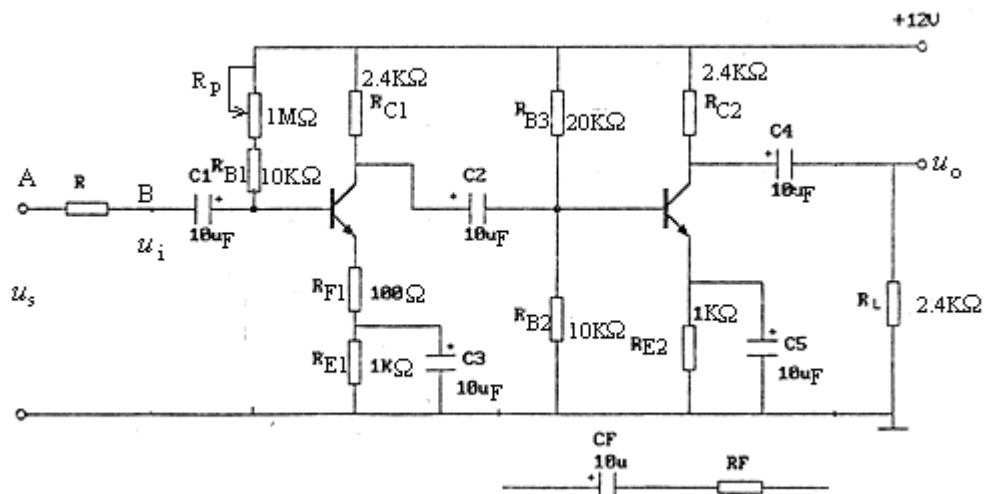 +12V
2.4KΩ
2.4KΩ
Rp
RC1
RC2
1MΩ
RB3
20KΩ
C4
+
RB1
10KΩ
10uF
uo
A
R
B
C1
+
C2
+
10uF
10uF
ui
us
RF1
100Ω
RB2
10KΩ
1KΩ
RE2
RL
2.4KΩ
RE1
1KΩ
+
C3
10uF
+
C5
10uF
CF
10u
+
RF